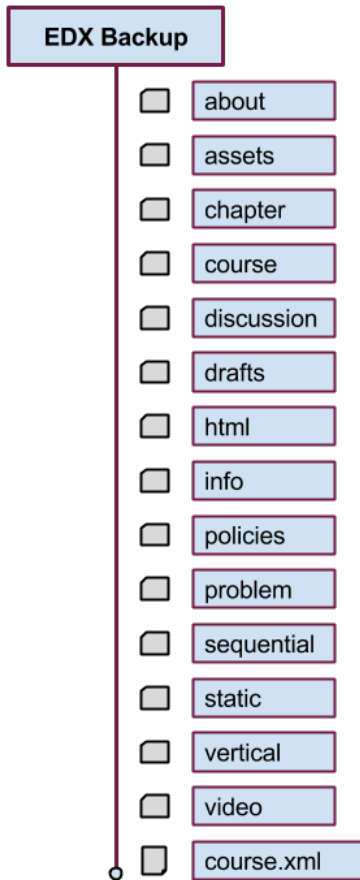 EDX Backup
about
assets
chapter
course
discussion
drafts
html
info
policies
problem
sequential
static
vertical
video
course.xml